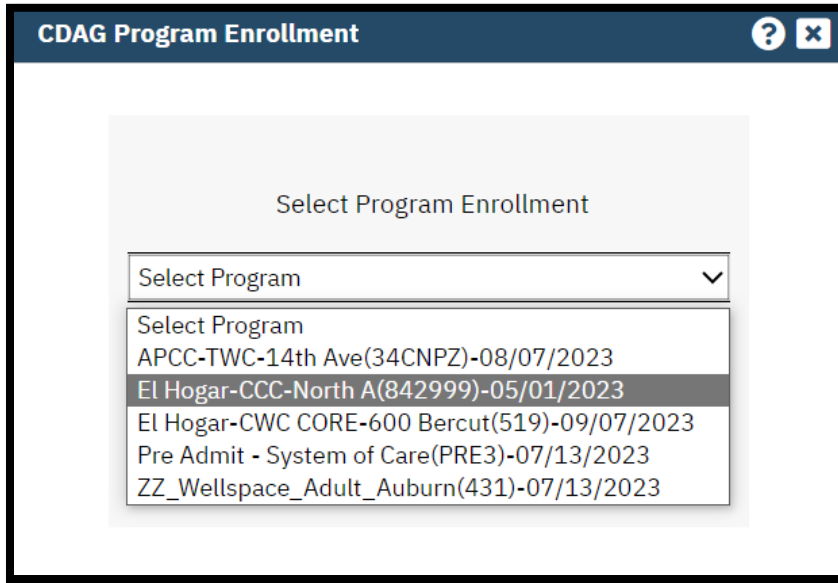 CDAG Program Enrollment ?
Select Program Enrollment
Select Program
Select Program
APCC-TWC-14th Ave(34CNPZ)-08/07/2023
El Hogar-CCC-North A(842999)-05/01/2023
El Hogar-CWC CORE-600 Bercut(519)-09/07/2023
Pre Admit - System of Care(PRE3)-07/13/2023
ZZ_Wellspace_Adult_Auburn(431)-07/13/2023